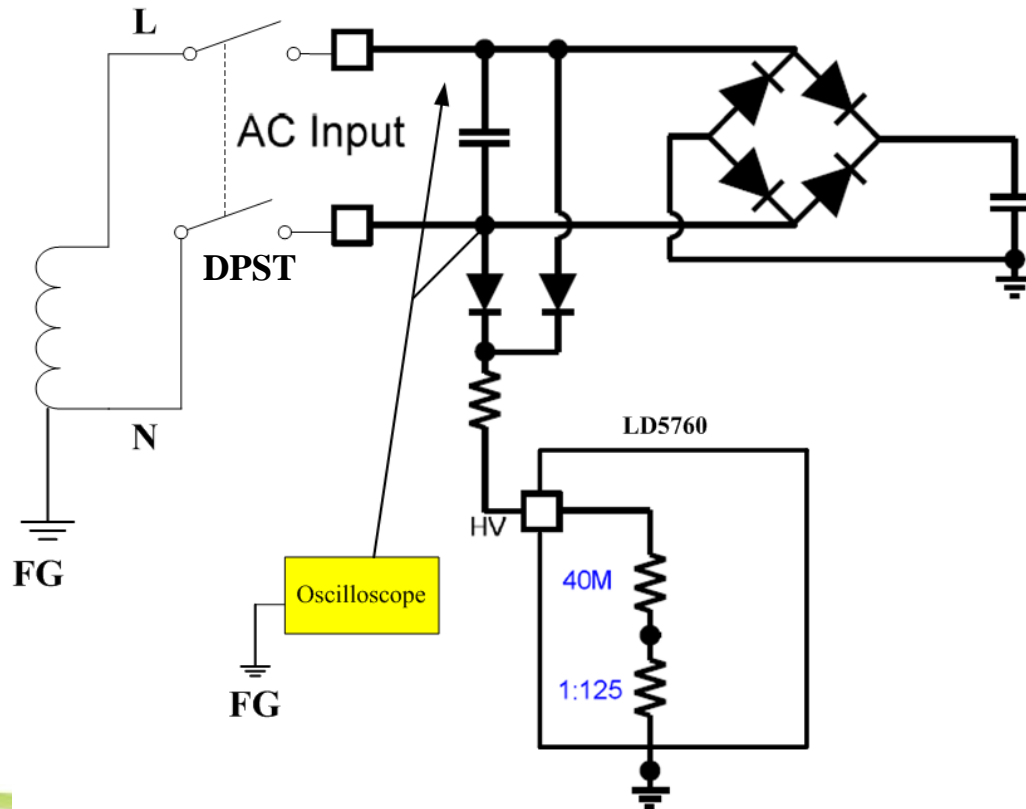 L
AC Input
DPST
N
LD5760
HV
FG
40M
Oscilloscope
1:125
FG